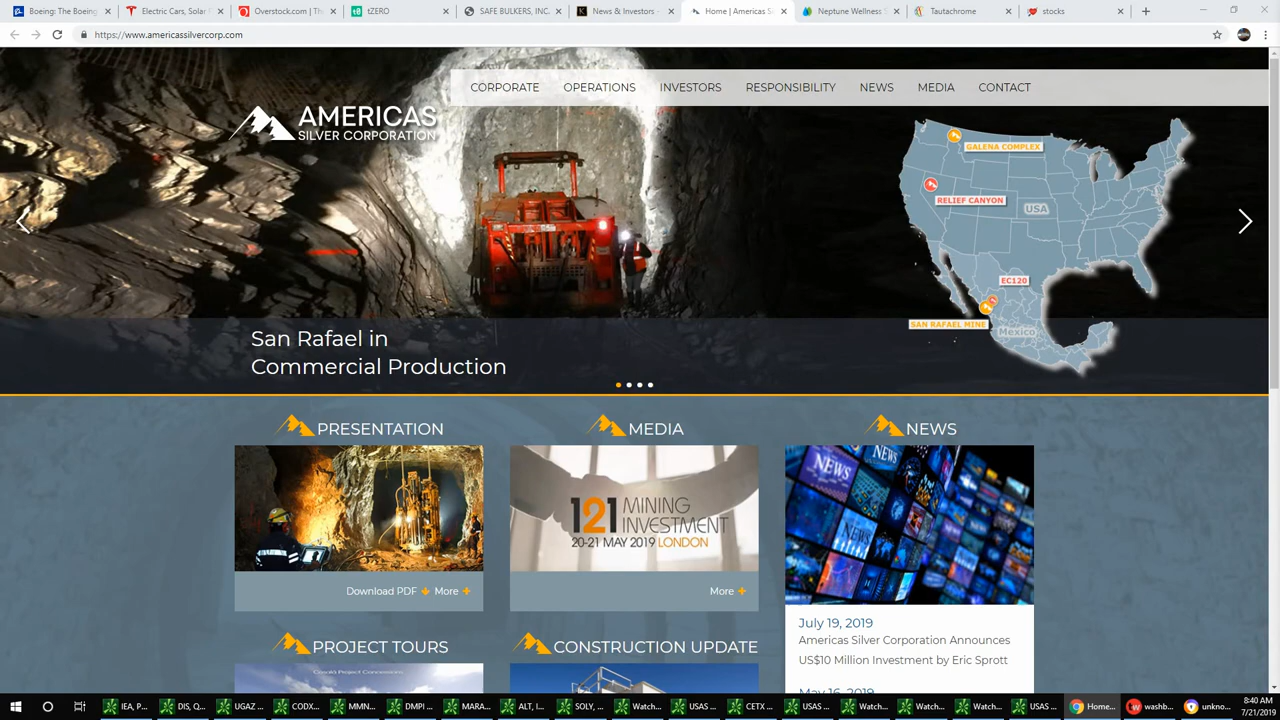 Boeing: The Boeing
Electric Cars, Solar
Overstock.com | Th
tZERO
SAFE BULKERS, INC.
News & Investors -
Home | Americas Si
Neptune Wellness S
Tautachrome
stocks
https://www.americassilvercorp.com
CORPORATE OPERATIONS INVESTORS RESPONSIBILITY NEWS MEDIA CONTACT
AMERICAS
SILVER CORPORATION
GALENA COMPLEX
RELIEF CANYON
USA
EC120
SAN RAFAEL MINE
Mexico
San Rafael in
Commercial Production
PRESENTATION
Download PDF More
MEDIA
121 MINING
INVESTMENT
20-21 MAY 2019 LONDON
More
NEWS
NEWS
NEWS
July 19, 2019
Americas Silver Corporation Announces
US$10 Million Investment by Eric Sprott
May 16, 2019
PROJECT TOURS
CONSTRUCTION UPDATE
IEA, P...
DIS, Q...
UGAZ ...
CODX...
MMN...
DMPI ...
MARA...
ALT, I...
SOLY, ...
Watch...
USAS ...
CETX ...
USAS ...
Watch...
Watch...
Watch...
USAS ...
Home...
washb...
unkno...
8:40 AM
7/21/2019